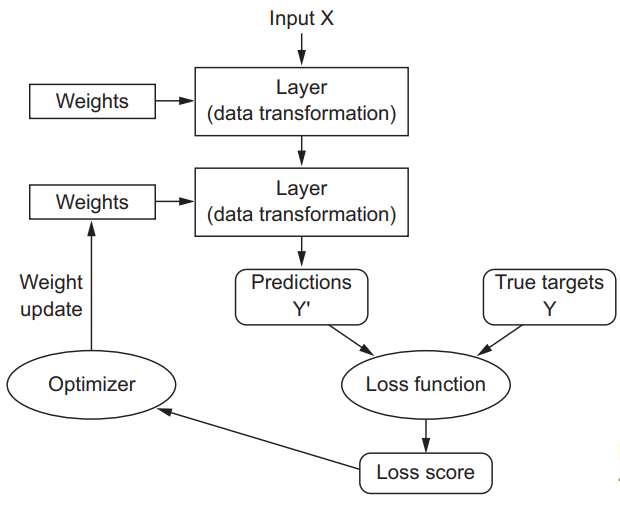 Input X
Layer
(data transformation)
Weights
Layer
(data transformation)
Weights
Weight
update
Predictions
Y'
True targets
Y
Optimizer
Loss function
Loss score